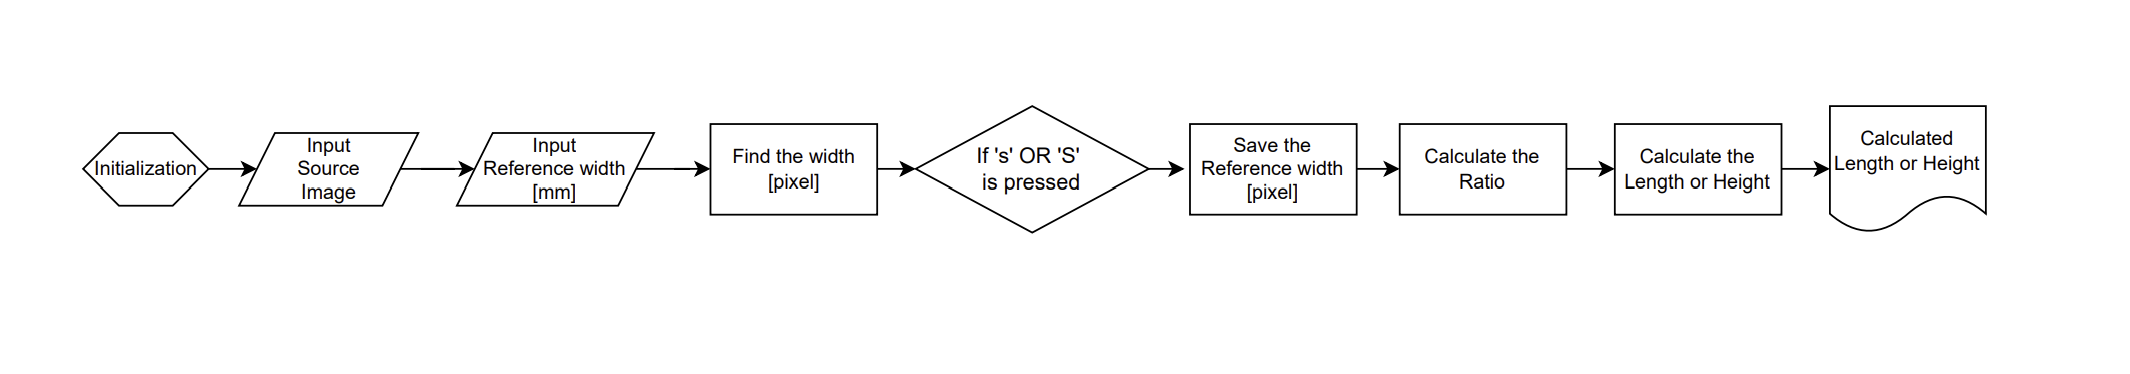 Initialization
Input
Source
Image
Input
Reference width
[mm]
Find the width
[pixel]
If 's' OR 'S'
is pressed
Save the
Reference width
[pixel]
Calculate the
Ratio
Calculate the
Length or Height
Calculated
Length or Height